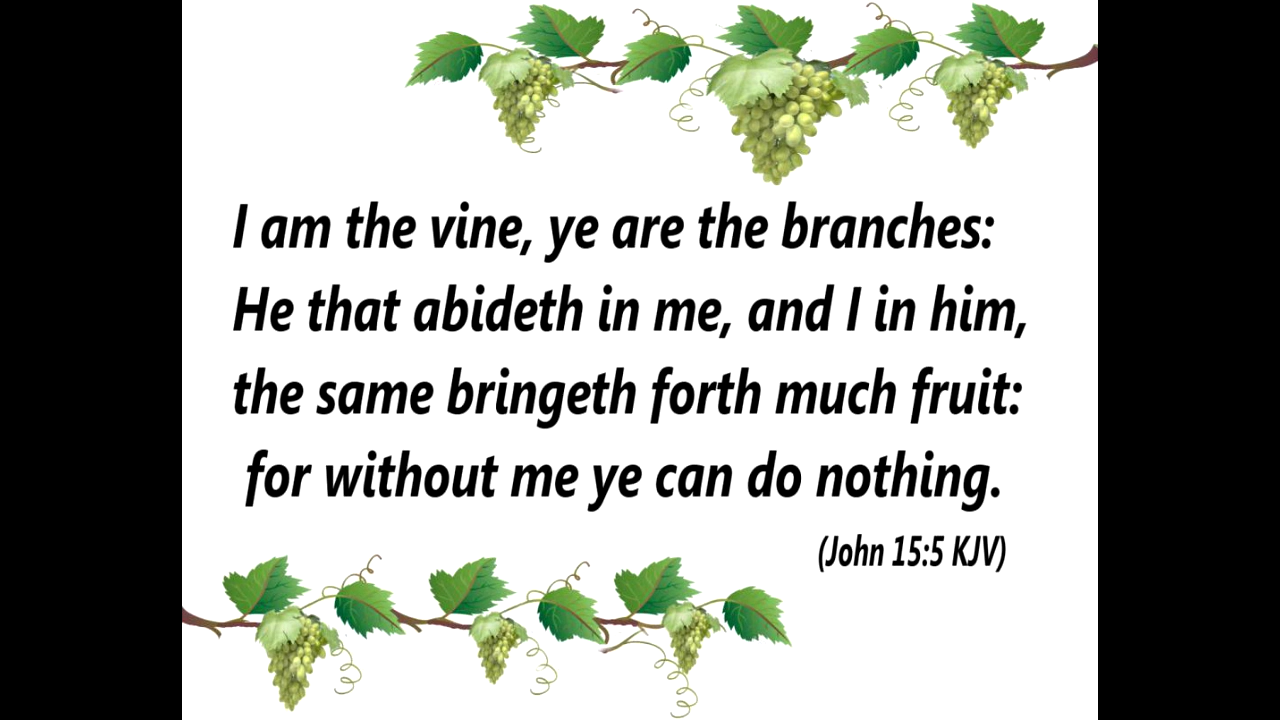 I am the vine, ye are the branches:
He that abideth in me, and I in him,
the same bringeth forth much fruit:
for without me ye can do nothing.
(John 15:5 KJV)